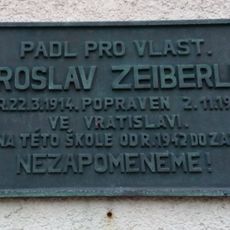 PADL PRO VLAST.
ROSLAV ZEIBERL
R.22.3.1914. POPRAVEN 2.11.19
VE VRATISLAVI.
NA TÉTO ŠKOLE OD R.1942 DO ZA
NEZAPOMENEME!